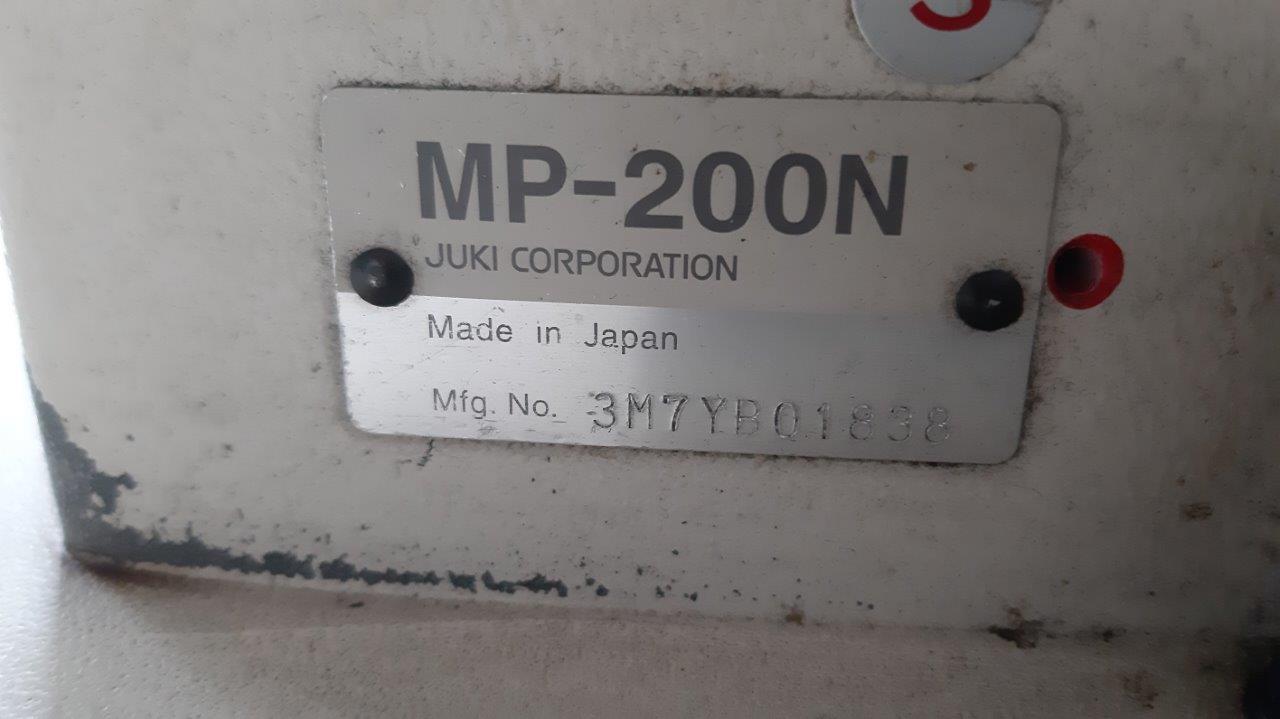 MP-200N
JUKI CORPORATION
Made in Japan
Mfg. No. 3M7YB01838